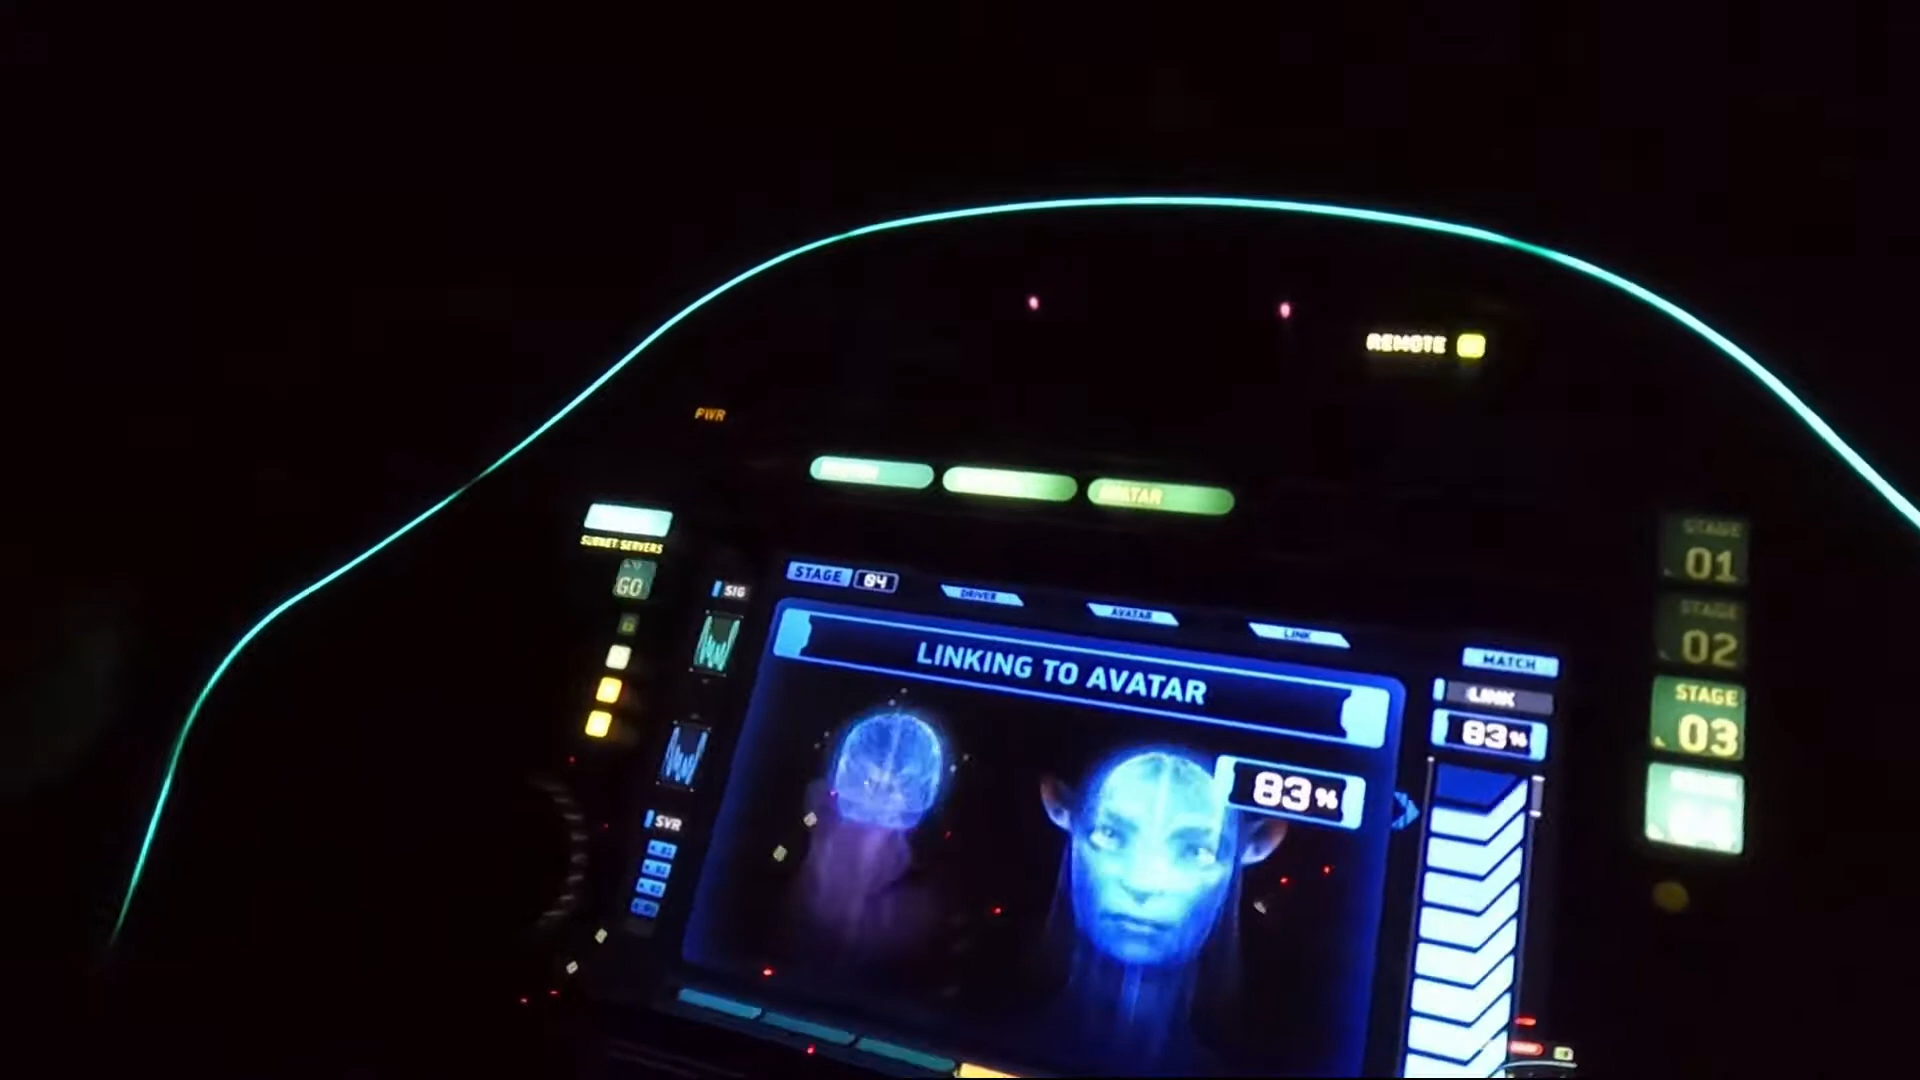 REMOTE
PWR
AVATAR
SUBNET SERVERS
GO
SIG
STAGE 04
DRIVER
AVATAR
LINK
LINKING TO AVATAR
83%
MATCH
LINK
83%
SVR
STAGE
01
STAGE
02
STAGE
03